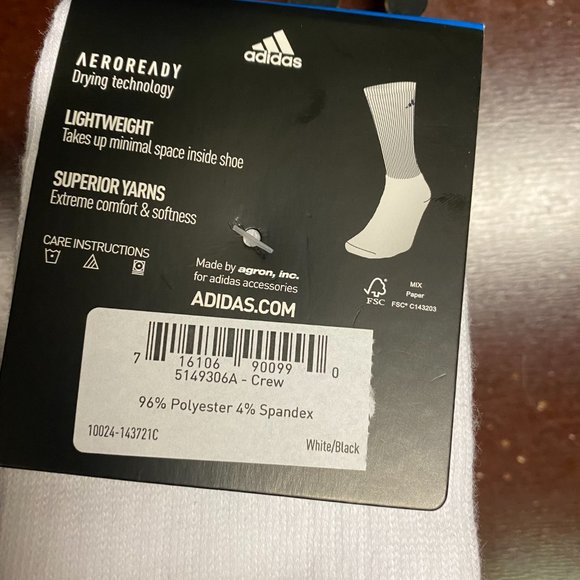 adidas
AEROREADY
Drying technology
LIGHTWEIGHT
Takes up minimal space inside shoe
SUPERIOR YARNS
Extreme comfort & softness
CARE INSTRUCTIONS
Made by agron, inc.
for adidas accessories
ADIDAS.COM
FSC
MIX
Paper
FSC® C143203
7 16106 90099 0
5149306A - Crew
96% Polyester 4% Spandex
10024-143721C
White/Black